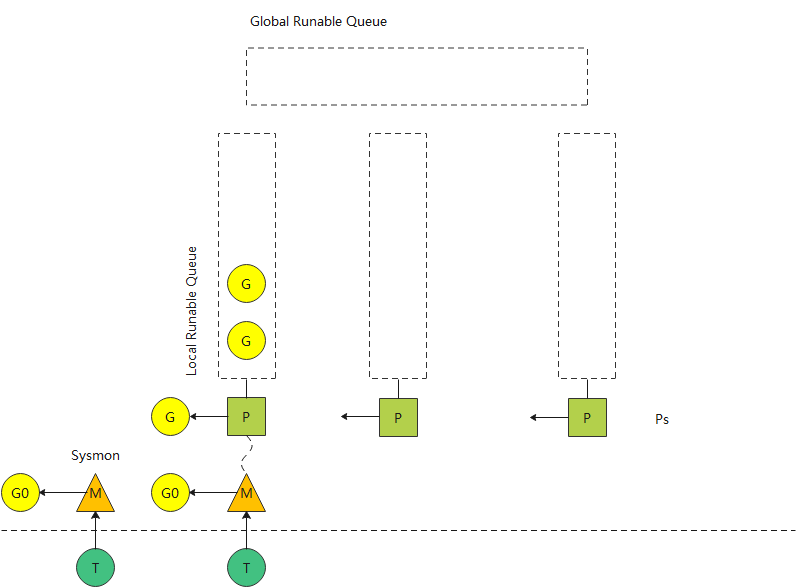 Global Runable Queue
Local Runable Queue
G
G
G
P
P
P
Ps
Sysmon
G0
M
G0
M
T
T